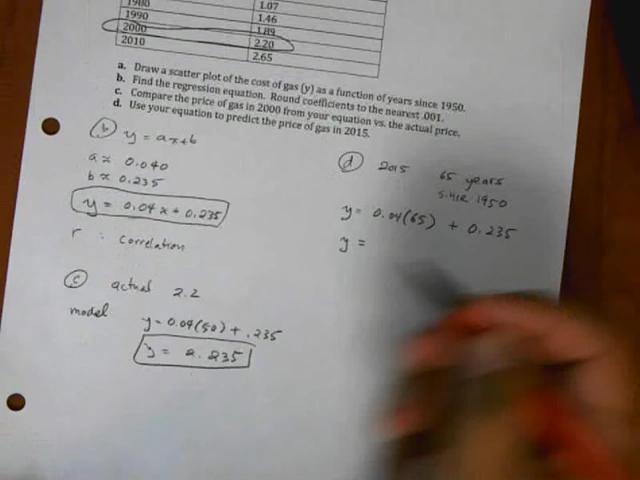 1980 1.07
1990 1.46
2000 1.89
2010 2.20
2.65
a. Draw a scatter plot of the cost of gas (y) as a function of years since 1950.
b. Find the regression equation. Round coefficients to the nearest .001.
c. Compare the price of gas in 2000 from your equation vs. the actual price.
d. Use your equation to predict the price of gas in 2015.
b y = ax+b
a ≈ 0.040
b ≈ 0.235
y = 0.04x + 0.235
r : correlation
c actual 2.2
model y = 0.04(50) + .235
y = 2.235
d 2015 65 years
since 1950
y = 0.04(65) + 0.235
y =